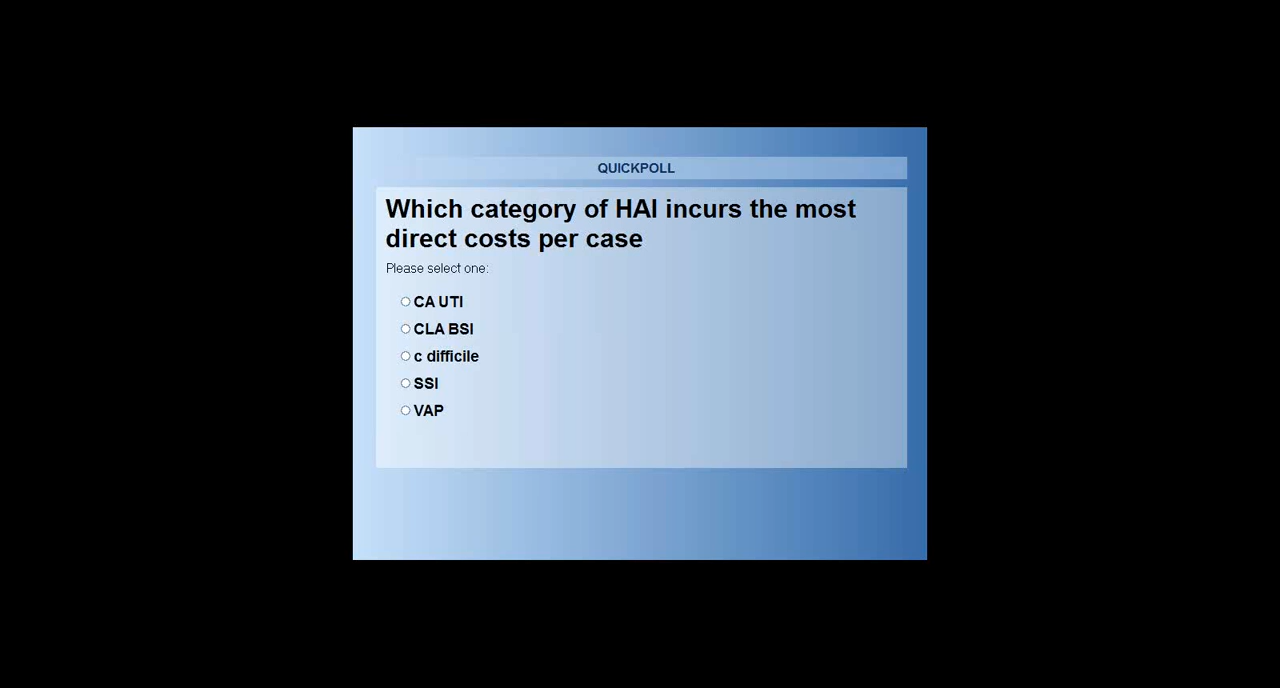 QUICKPOLL
Which category of HAI incurs the most
direct costs per case
Please select one:
CA UTI
CLA BSI
c difficile
SSI
VAP